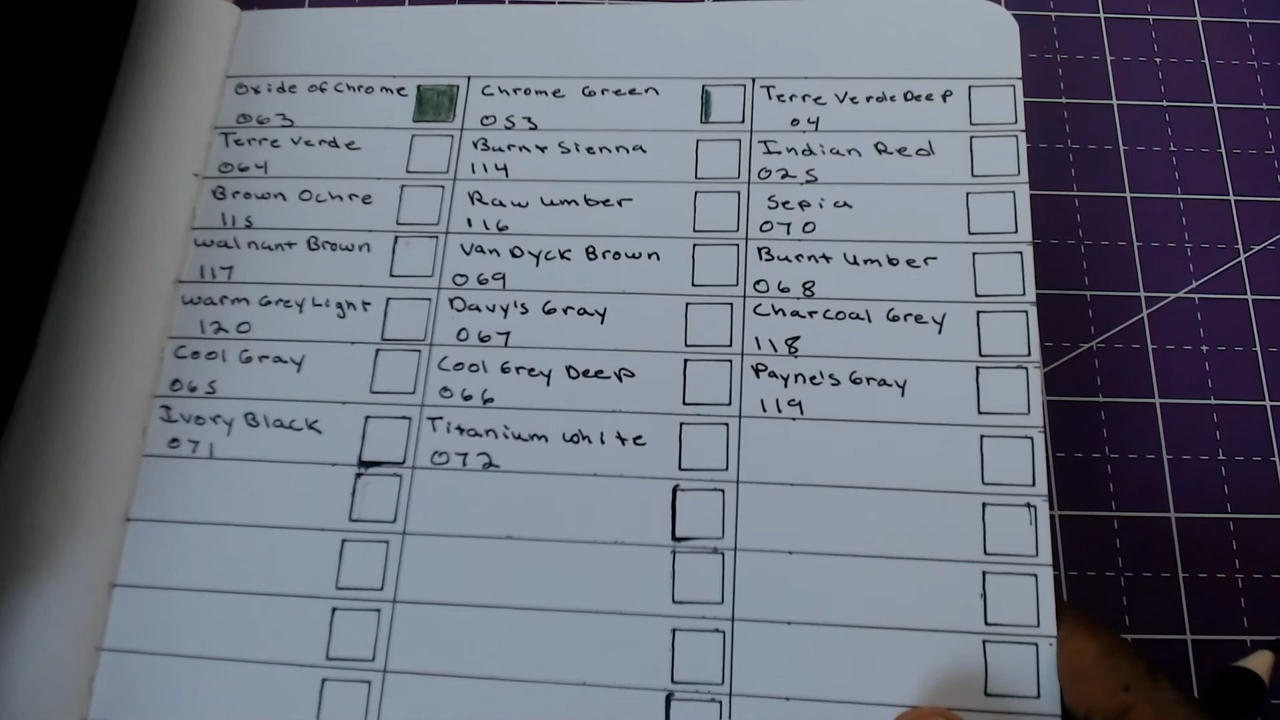 Oxide of Chrome
063
Chrome Green
053
Terre Verde Deep
04
Terre Verde
064
Burnt Sienna
114
Indian Red
025
Brown Ochre
115
Raw Umber
116
Sepia
070
Walnant Brown
117
Van Dyck Brown
069
Burnt Umber
068
Warm Grey Light
120
Davy's Gray
067
Charcoal Grey
118
Cool Gray
065
Cool Grey Deep
066
Payne's Gray
119
Ivory Black
071
Titanium White
072